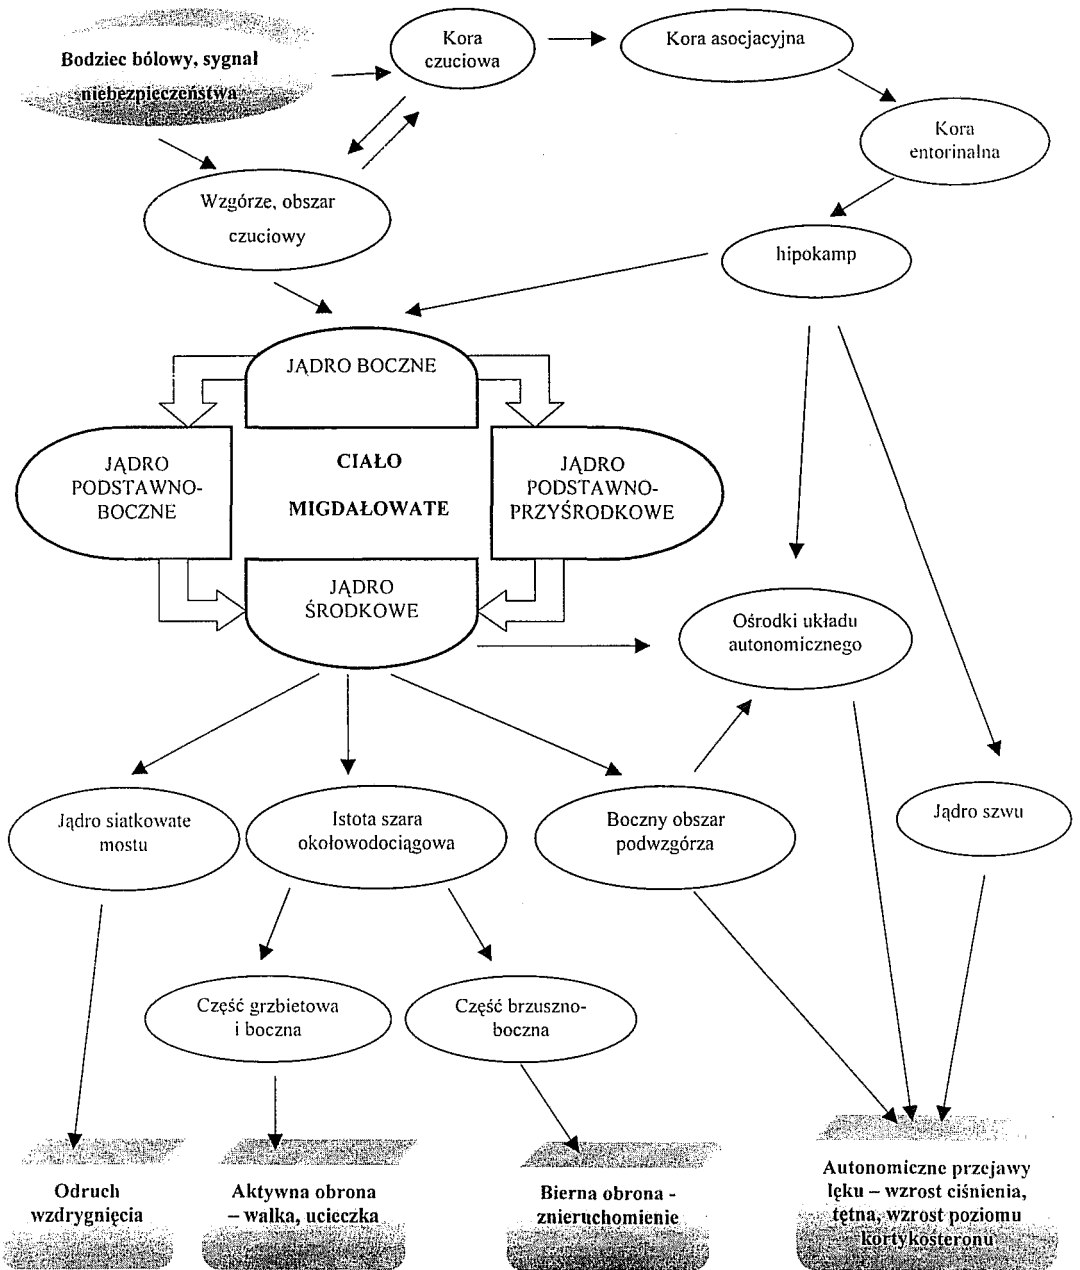 Bodziec bólowy, sygnał
niebezpieczeństwa
Kora
czuciowa
Kora asocjacyjna
Kora
entorinalna
Wzgórze, obszar
czuciowy
hipokamp
JĄDRO BOCZNE
JĄDRO
PODSTAWNO-
BOCZNE
CIAŁO
MIGDAŁOWATE
JĄDRO
PODSTAWNO-
PRZYŚRODKOWE
JĄDRO
ŚRODKOWE
Ośrodki układu
autonomicznego
Jądro siatkowate
mostu
Istota szara
okołowodociągowa
Boczny obszar
podwzgórza
Jądro szwu
Część grzbietowa
i boczna
Część brzuszno-
boczna
Odruch
wzdrygnięcia
Aktywna obrona
– walka, ucieczka
Bierna obrona -
znieruchomienie
Autonomiczne przejawy
lęku – wzrost ciśnienia,
tętna, wzrost poziomu
kortykosteronu